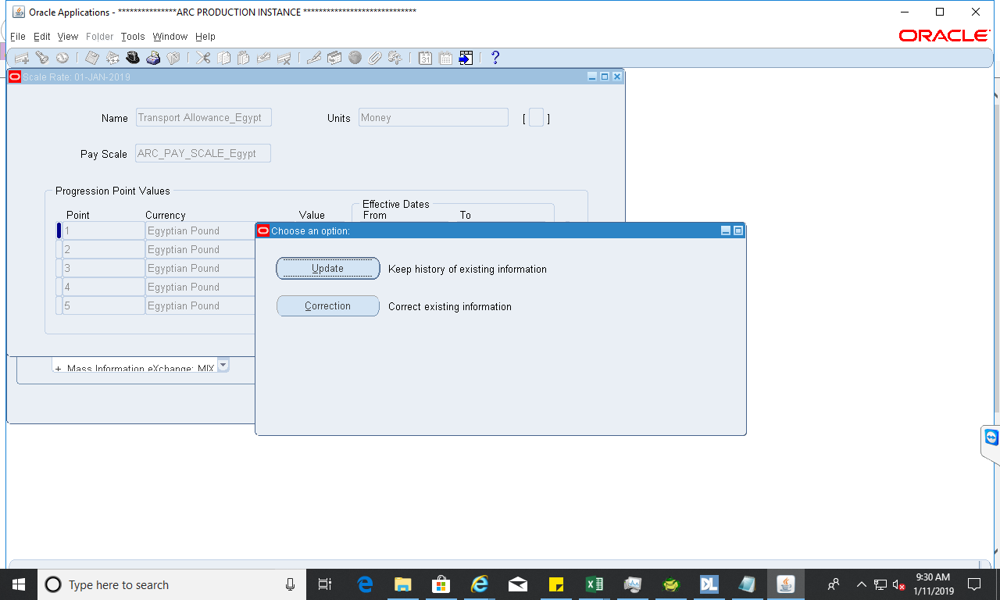 Oracle Applications - ***************ARC PRODUCTION INSTANCE *****************************
File Edit View Folder Tools Window Help
ORACLE
Scale Rate: 01-JAN-2019
Name Transport Allowance_Egypt Units Money [ ]
Pay Scale ARC_PAY_SCALE_Egypt
Progression Point Values
Effective Dates
Point Currency Value From To
1 Egyptian Pound
2 Egyptian Pound
3 Egyptian Pound
4 Egyptian Pound
5 Egyptian Pound
Choose an option:
Update Keep history of existing information
Correction Correct existing information
+ Mass Information eXchange: MIX
Type here to search
DL
9:30 AM
1/11/2019